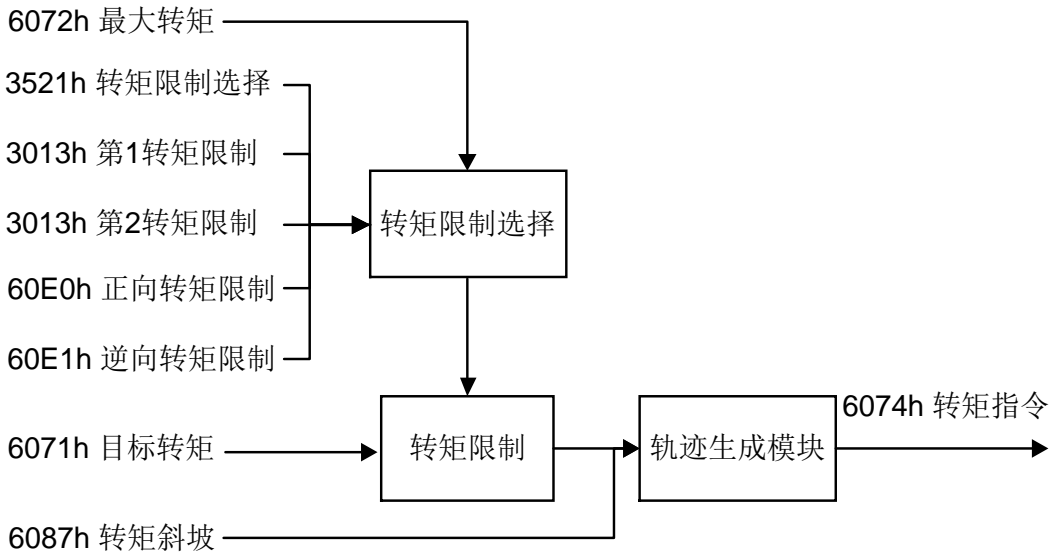 6072h 最大转矩
3521h 转矩限制选择
3013h 第1转矩限制
3013h 第2转矩限制
转矩限制选择
60E0h 正向转矩限制
60E1h 逆向转矩限制
6074h 转矩指令
6071h 目标转矩
转矩限制
轨迹生成模块
6087h 转矩斜坡